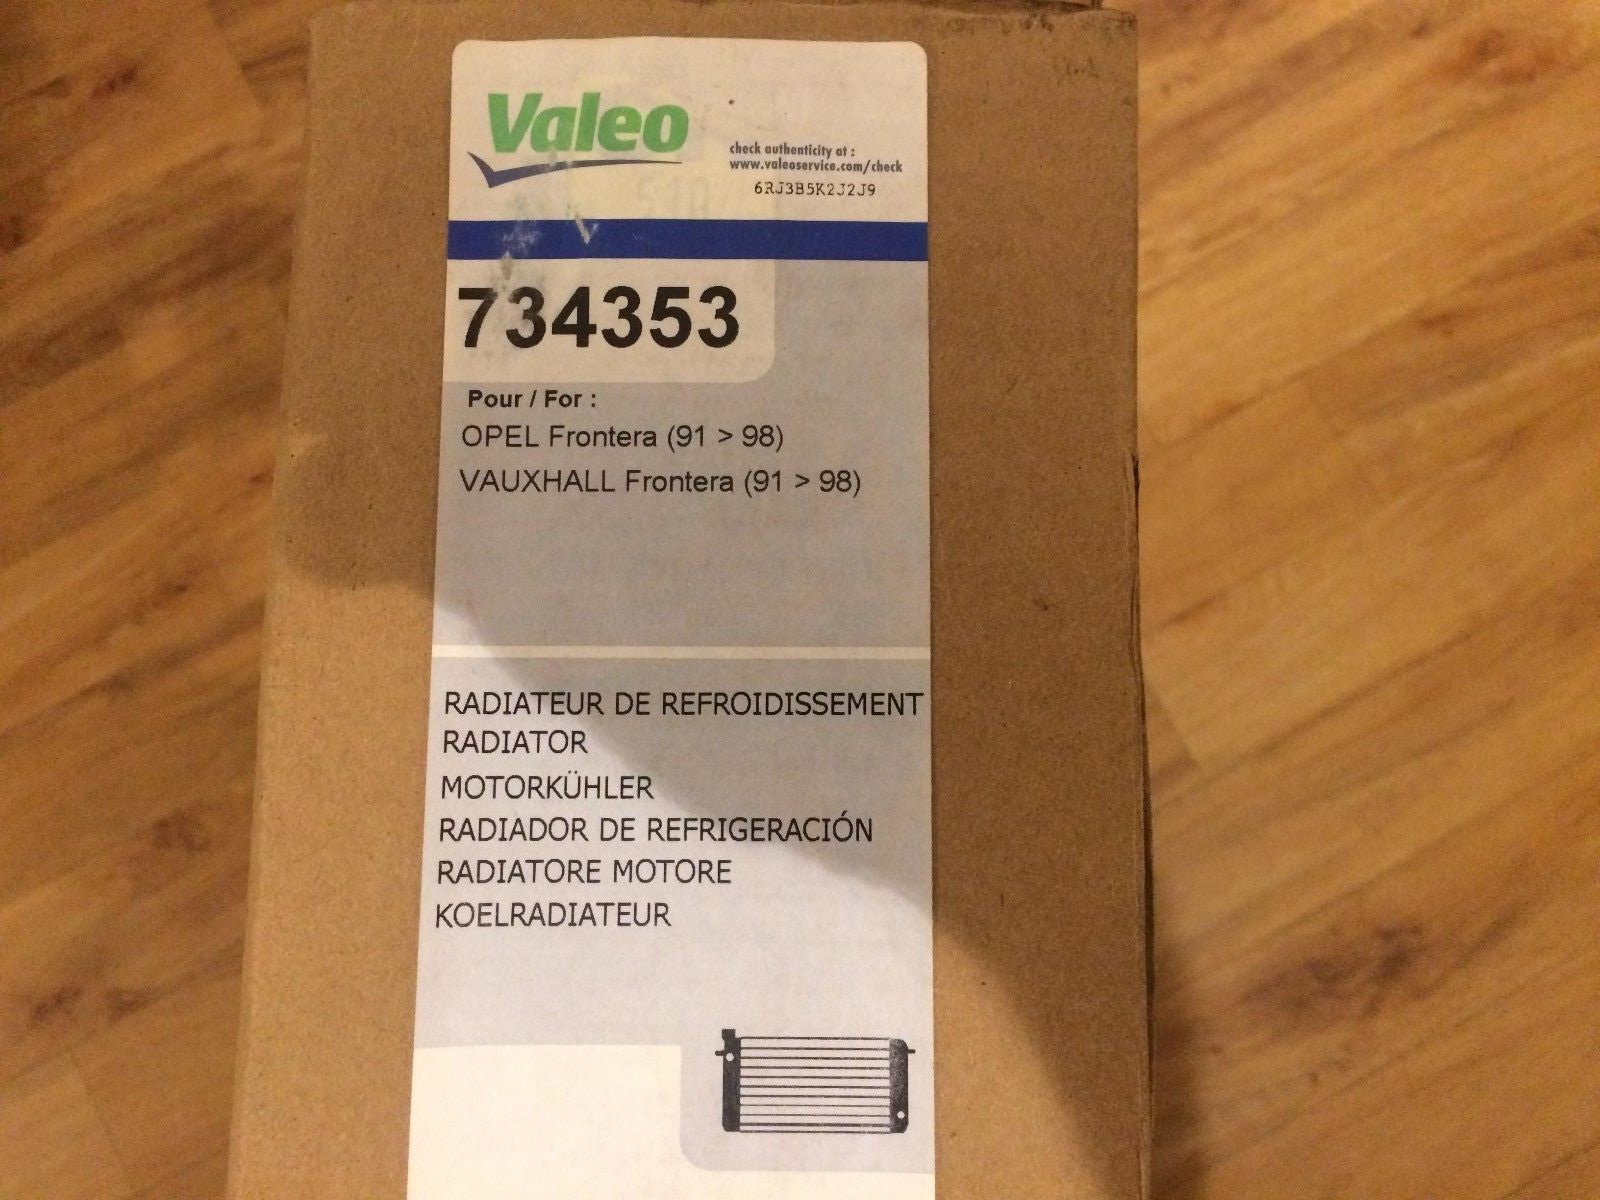 Valeo
check authenticity at :
www.valeoservice.com/check
6RJ3B5K2J2J9
734353
Pour / For :
OPEL Frontera (91 > 98)
VAUXHALL Frontera (91 > 98)
RADIATEUR DE REFROIDISSEMENT
RADIATOR
MOTORKÜHLER
RADIADOR DE REFRIGERACIÓN
RADIATORE MOTORE
KOELRADIATEUR